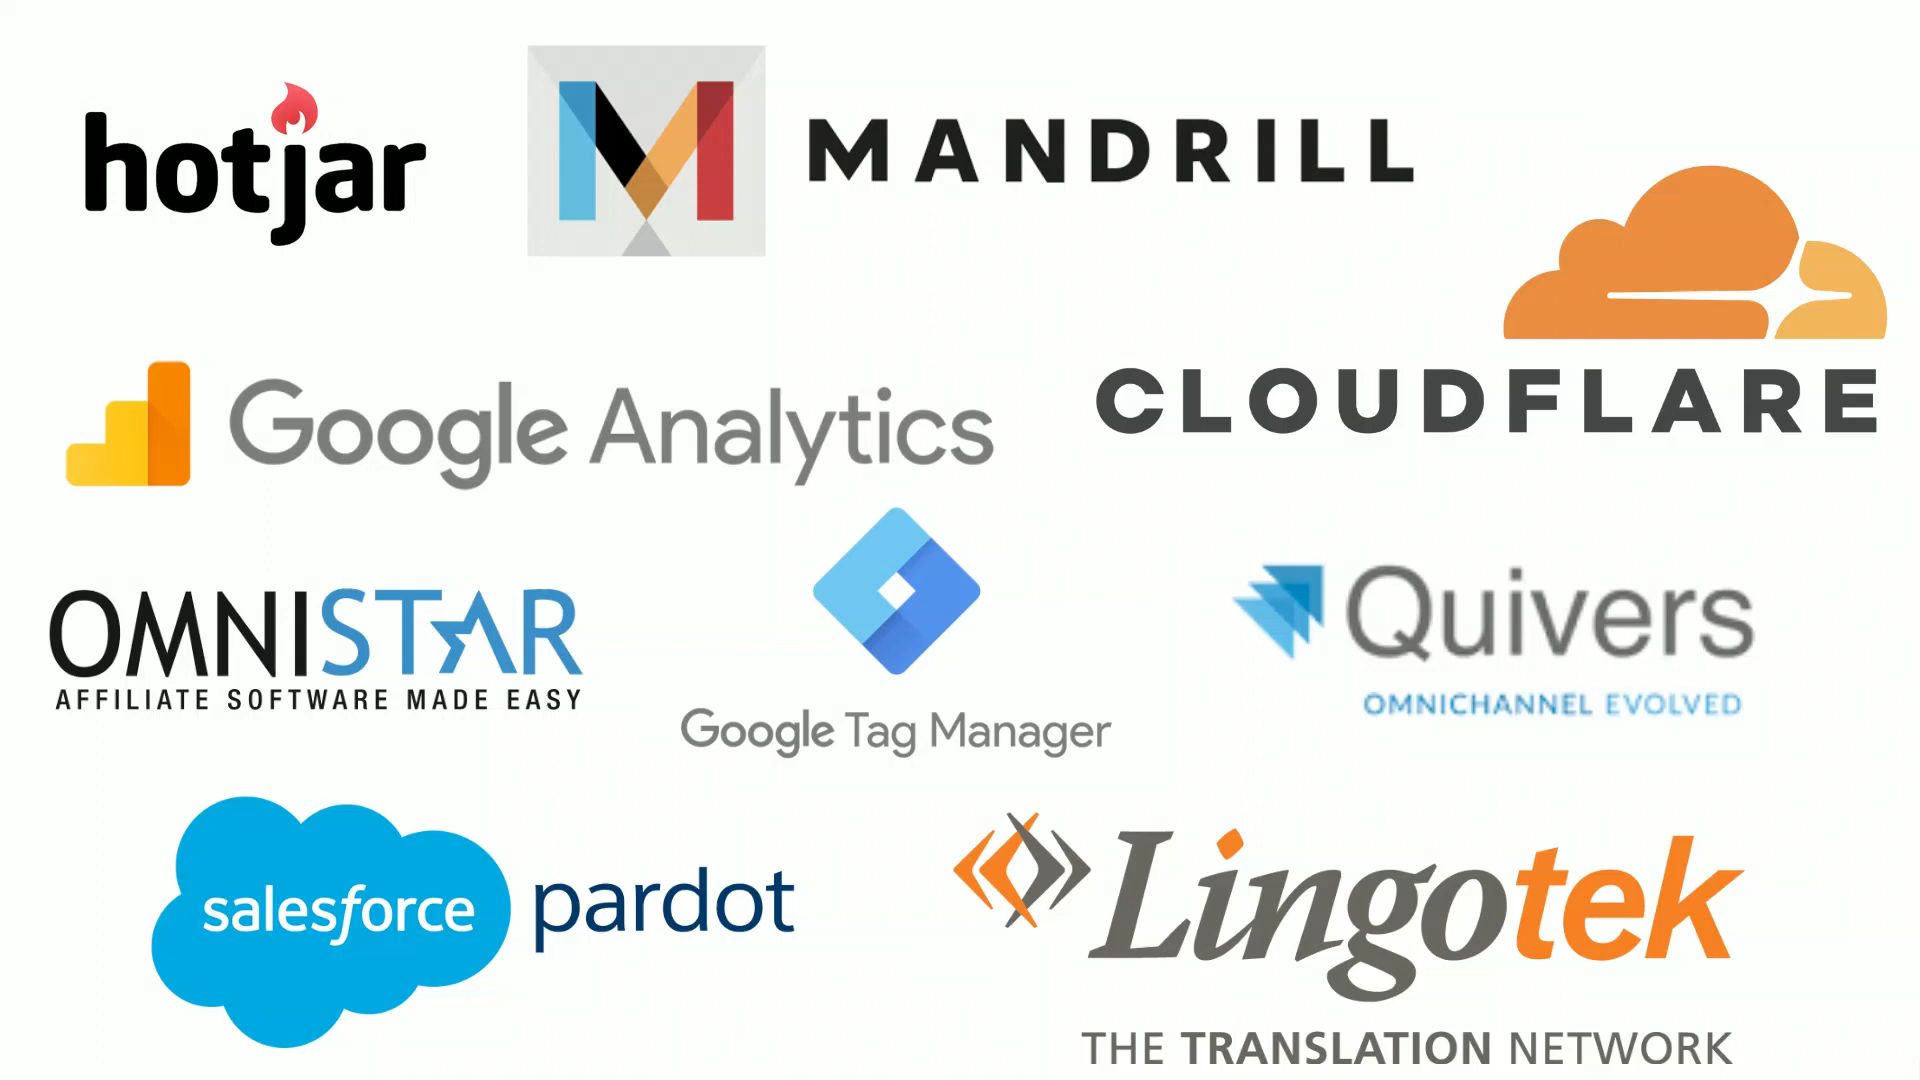 hotjar
MANDRILL
CLOUDFLARE
Google Analytics
OMNISTAR
AFFILIATE SOFTWARE MADE EASY
Google Tag Manager
Quivers
OMNICHANNEL EVOLVED
salesforce pardot
Lingotek
THE TRANSLATION NETWORK